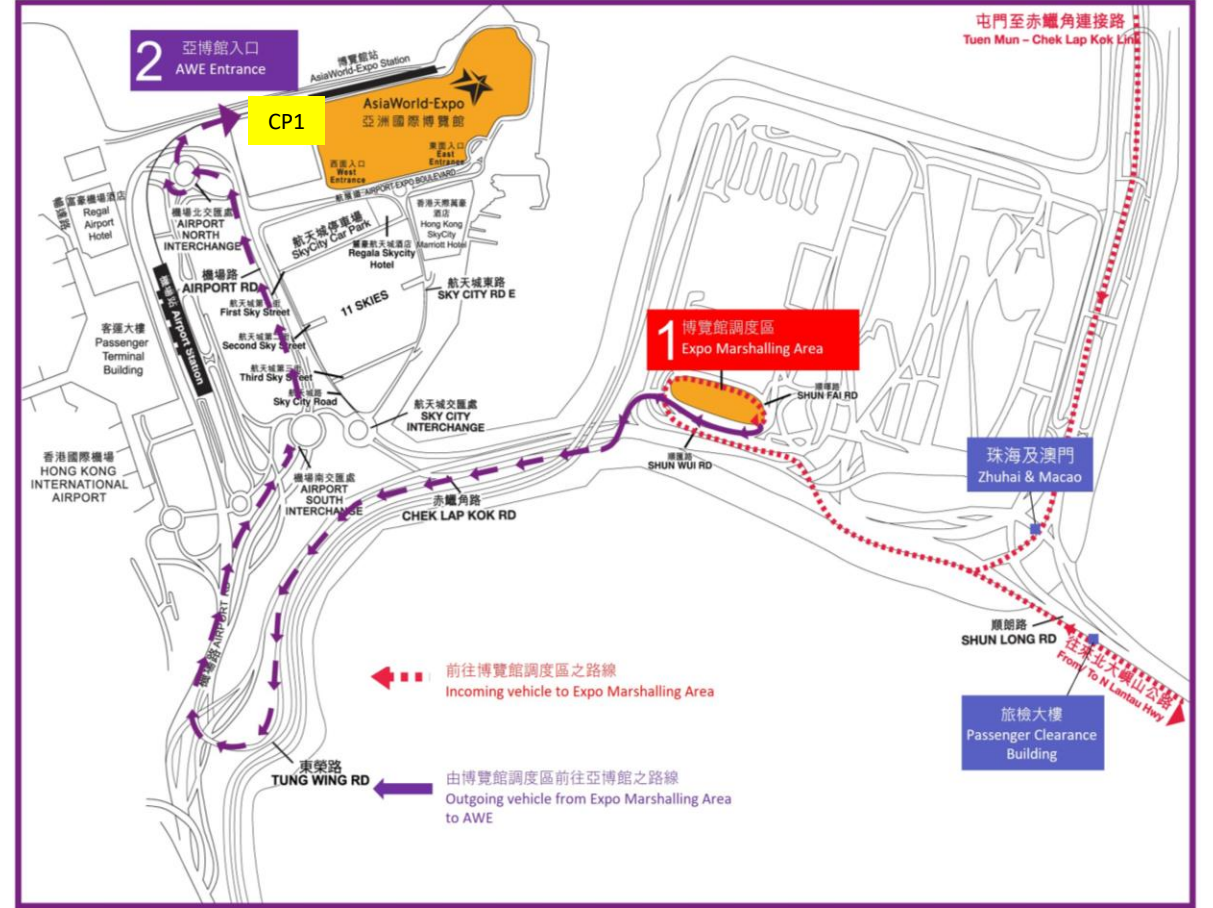 屯門至赤鱲角連接路
Tuen Mun – Chek Lap Kok Link
2
亞博館入口
AWE Entrance
博覽館站
AsiaWorld-Expo Station
CP1
AsiaWorld-Expo
亞洲國際博覽館
東面入口
East
Entrance
西面入口
West
Entrance
航展道 AIRPORT EXPO BOULEVARD
暢達路
富豪機場酒店
Regal
Airport
Hotel
機場北交匯處
AIRPORT
NORTH
INTERCHANGE
航天城停車場
SkyCity Car Park
香港天際萬豪
酒店
Hong Kong
SkyCity
Marriott Hotel
麗豪航天城酒店
Regala Skycity
Hotel
機場路
AIRPORT RD
航天城東路
SKY CITY RD E
11 SKIES
航天城第一街
First Sky Street
機場站 Airport Station
客運大樓
Passenger
Terminal
Building
航天城第二街
Second Sky Street
航天城第三街
Third Sky Street
航天城路
Sky City Road
1
博覽館調度區
Expo Marshalling Area
順暉路
SHUN FAI RD
航天城交匯處
SKY CITY
INTERCHANGE
順匯路
SHUN WUI RD
珠海及澳門
Zhuhai & Macao
香港國際機場
HONG KONG
INTERNATIONAL
AIRPORT
機場南交匯處
AIRPORT
SOUTH
INTERCHANGE
赤鱲角路
CHEK LAP KOK RD
機場路 AIRPORT RD
順朗路
SHUN LONG RD
往來北大嶼山公路
From/ To N Lantau Hwy
前往博覽館調度區之路線
Incoming vehicle to Expo Marshalling Area
旅檢大樓
Passenger Clearance
Building
東榮路
TUNG WING RD
由博覽館調度區前往亞博館之路線
Outgoing vehicle from Expo Marshalling Area
to AWE